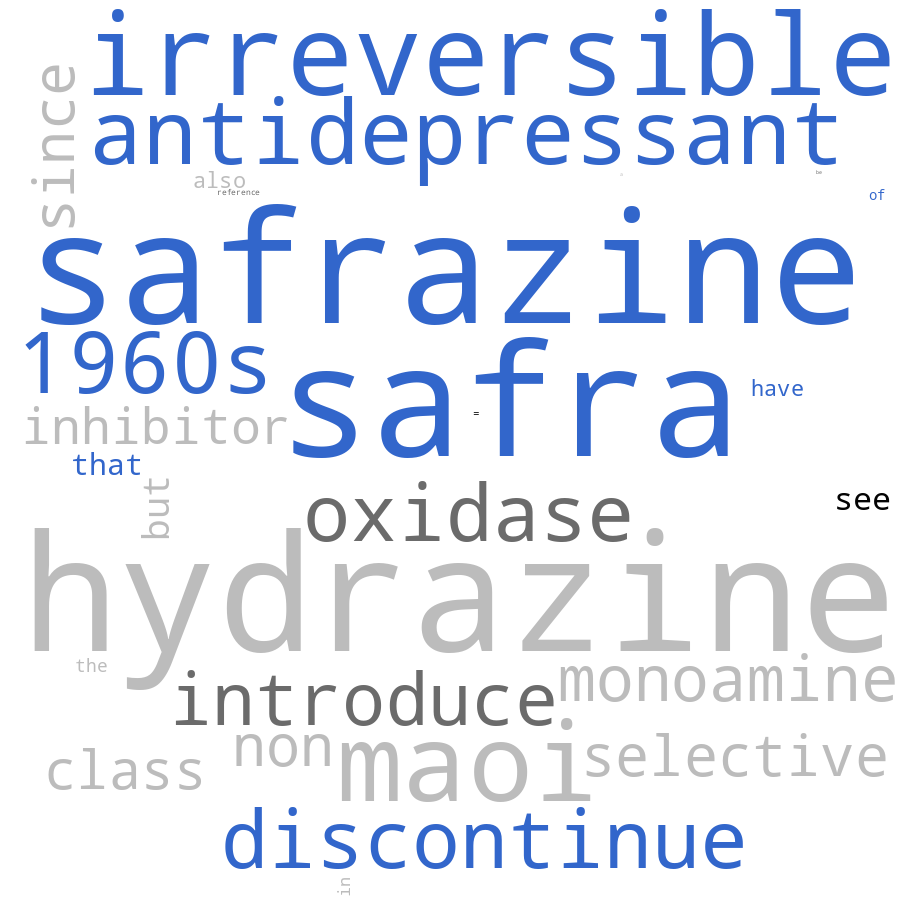 irreversible
since
antidepressant
also
be
reference
of
safrazine
1960s
safra
have
inhibitor
=
that
but
oxidase
see
hydrazine
the
monoamine
introduce
non
maoi
selective
class
discontinue
in